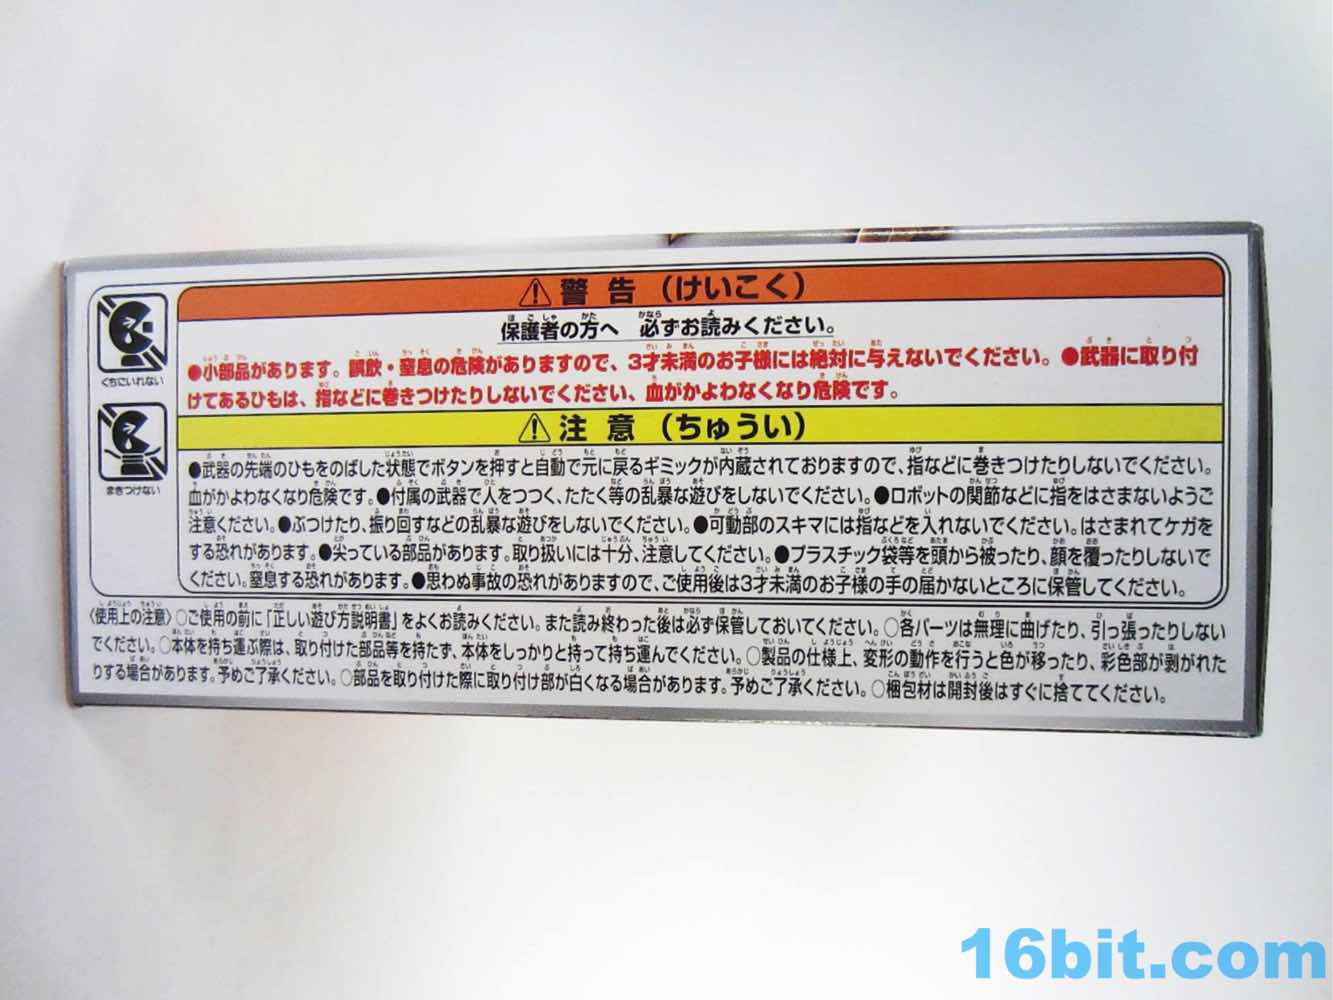 ⚠警告(けいこく)
保護者の方へ 必ずお読みください。
●小部品があります。誤飲・窒息の危険がありますので、3才未満のお子様には絶対に与えないでください。●武器に取り付
けてあるひもは、指などに巻きつけたりしないでください、血がかよわなくなり危険です。
⚠注意(ちゅうい)
●武器の先端のひもをのばした状態でボタンを押すと自動で元に戻るギミックが内蔵されておりますので、指などに巻きつけたりしないでください。
血がかよわなくなり危険です。●付属の武器で人をつつく、たたく等の乱暴な遊びをしないでください。●ロボットの関節などに指をはさまないようご
注意ください。●ぶつけたり、振り回すなどの乱暴な遊びをしないでください。●可動部のスキマには指などを入れないでください。はさまれてケガを
する恐れがあります。●尖っている部品があります。取り扱いには十分、注意してください。●プラスチック袋等を頭から被ったり、顔を覆ったりしないで
ください。窒息する恐れがあります。●思わぬ事故の恐れがありますので、ご使用後は3才未満のお子様の手の届かないところに保管してください。
くちにいれない
まきつけない
〈使用上の注意〉○ご使用の前に「正しい遊び方説明書」をよくお読みください。また読み終わった後は必ず保管しておいてください。○各パーツは無理に曲げたり、引っ張ったりしない
でください。○本体を持ち運ぶ際は、取り付けた部品等を持たず、本体をしっかりと持って持ち運んでください。○製品の仕様上、変形の動作を行うと色が移ったり、彩色部が剥がれた
りする場合があります。予めご了承ください。○部品を取り付けた際に取り付け部が白くなる場合があります。予めご了承ください。○梱包材は開封後はすぐに捨ててください。
16bit.com